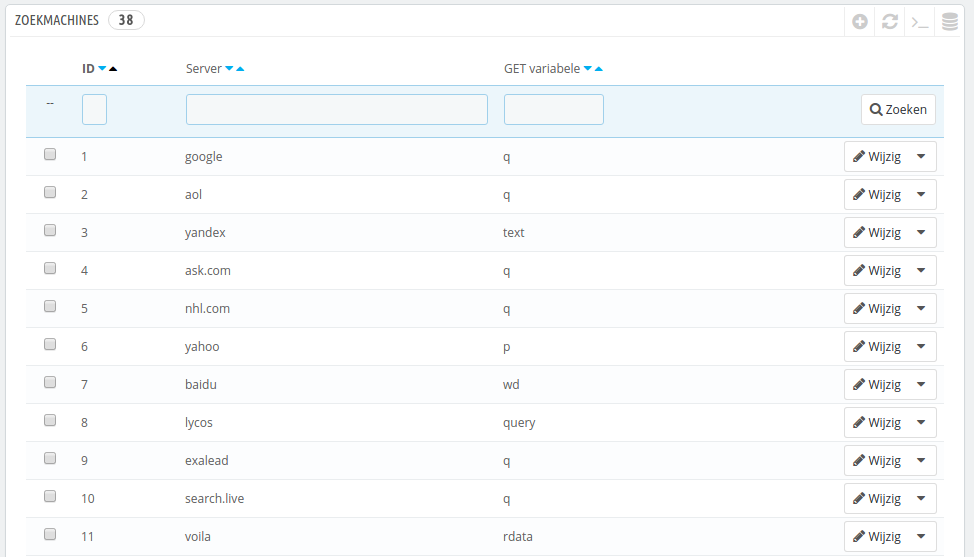 ZOEKMACHINES 38
ID Server GET variabele
-- Zoeken
1 google q Wijzig
2 aol q Wijzig
3 yandex text Wijzig
4 ask.com q Wijzig
5 nhl.com q Wijzig
6 yahoo p Wijzig
7 baidu wd Wijzig
8 lycos query Wijzig
9 exalead q Wijzig
10 search.live q Wijzig
11 voila rdata Wijzig